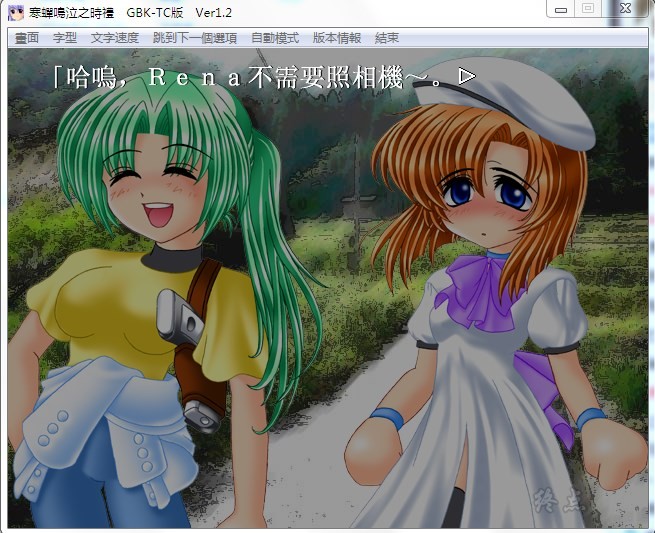 寒蟬鳴泣之時禮 GBK-TC版 Ver1.2
畫面 字型 文字速度 跳到下一個選項 自動模式 版本情報 結束
「哈嗚，Ｒｅｎａ不需要照相機～。▷
终点